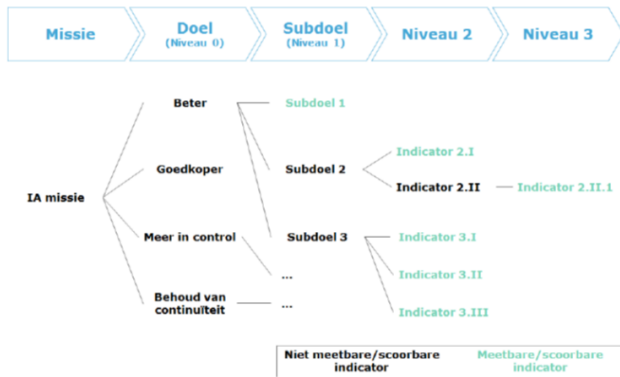 Missie
Doel
(Niveau 0)
Subdoel
(Niveau 1)
Niveau 2
Niveau 3
Beter
Subdoel 1
Indicator 2.I
Goedkoper
Subdoel 2
Indicator 2.II
Indicator 2.II.1
IA missie
Meer in control
Subdoel 3
Indicator 3.I
...
Indicator 3.II
Behoud van
continuïteit
...
Indicator 3.III
Niet meetbare/scoorbare
indicator
Meetbare/scoorbare
indicator